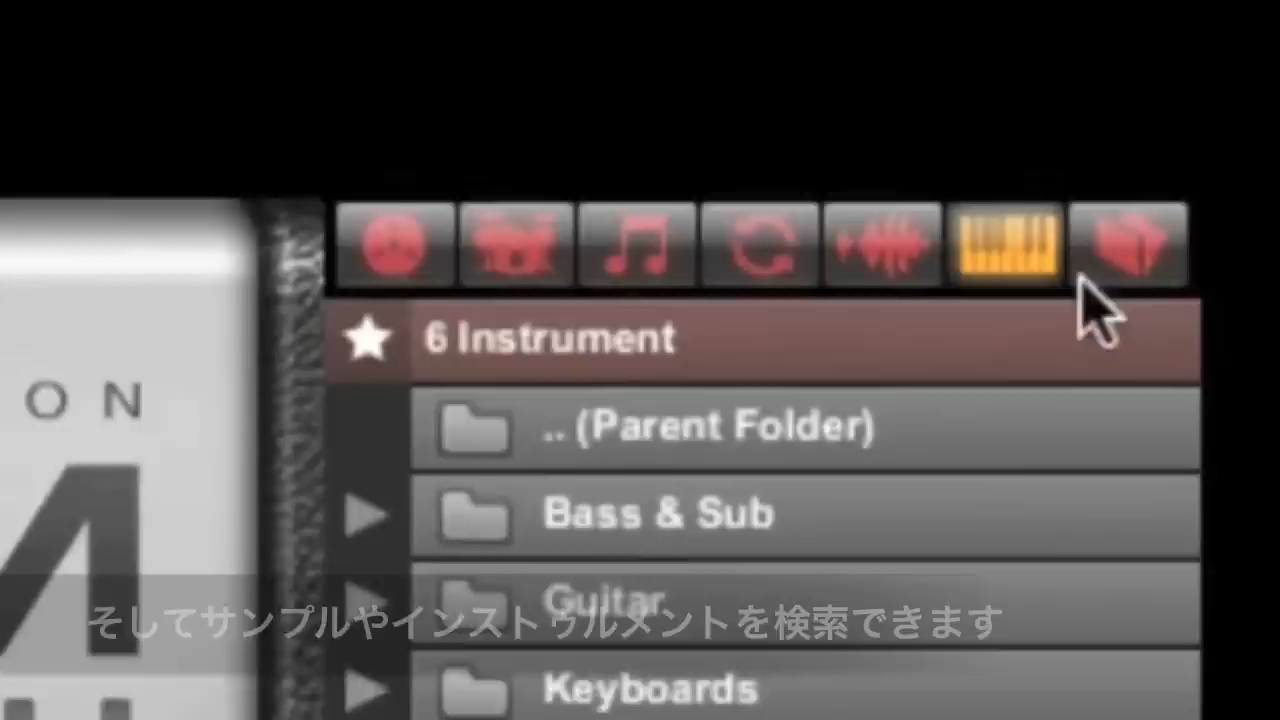 6 Instrument
O N
.. (Parent Folder)
Bass & Sub
Guitar
そしてサンプルやインストゥルメントを検索できます
Keyboards